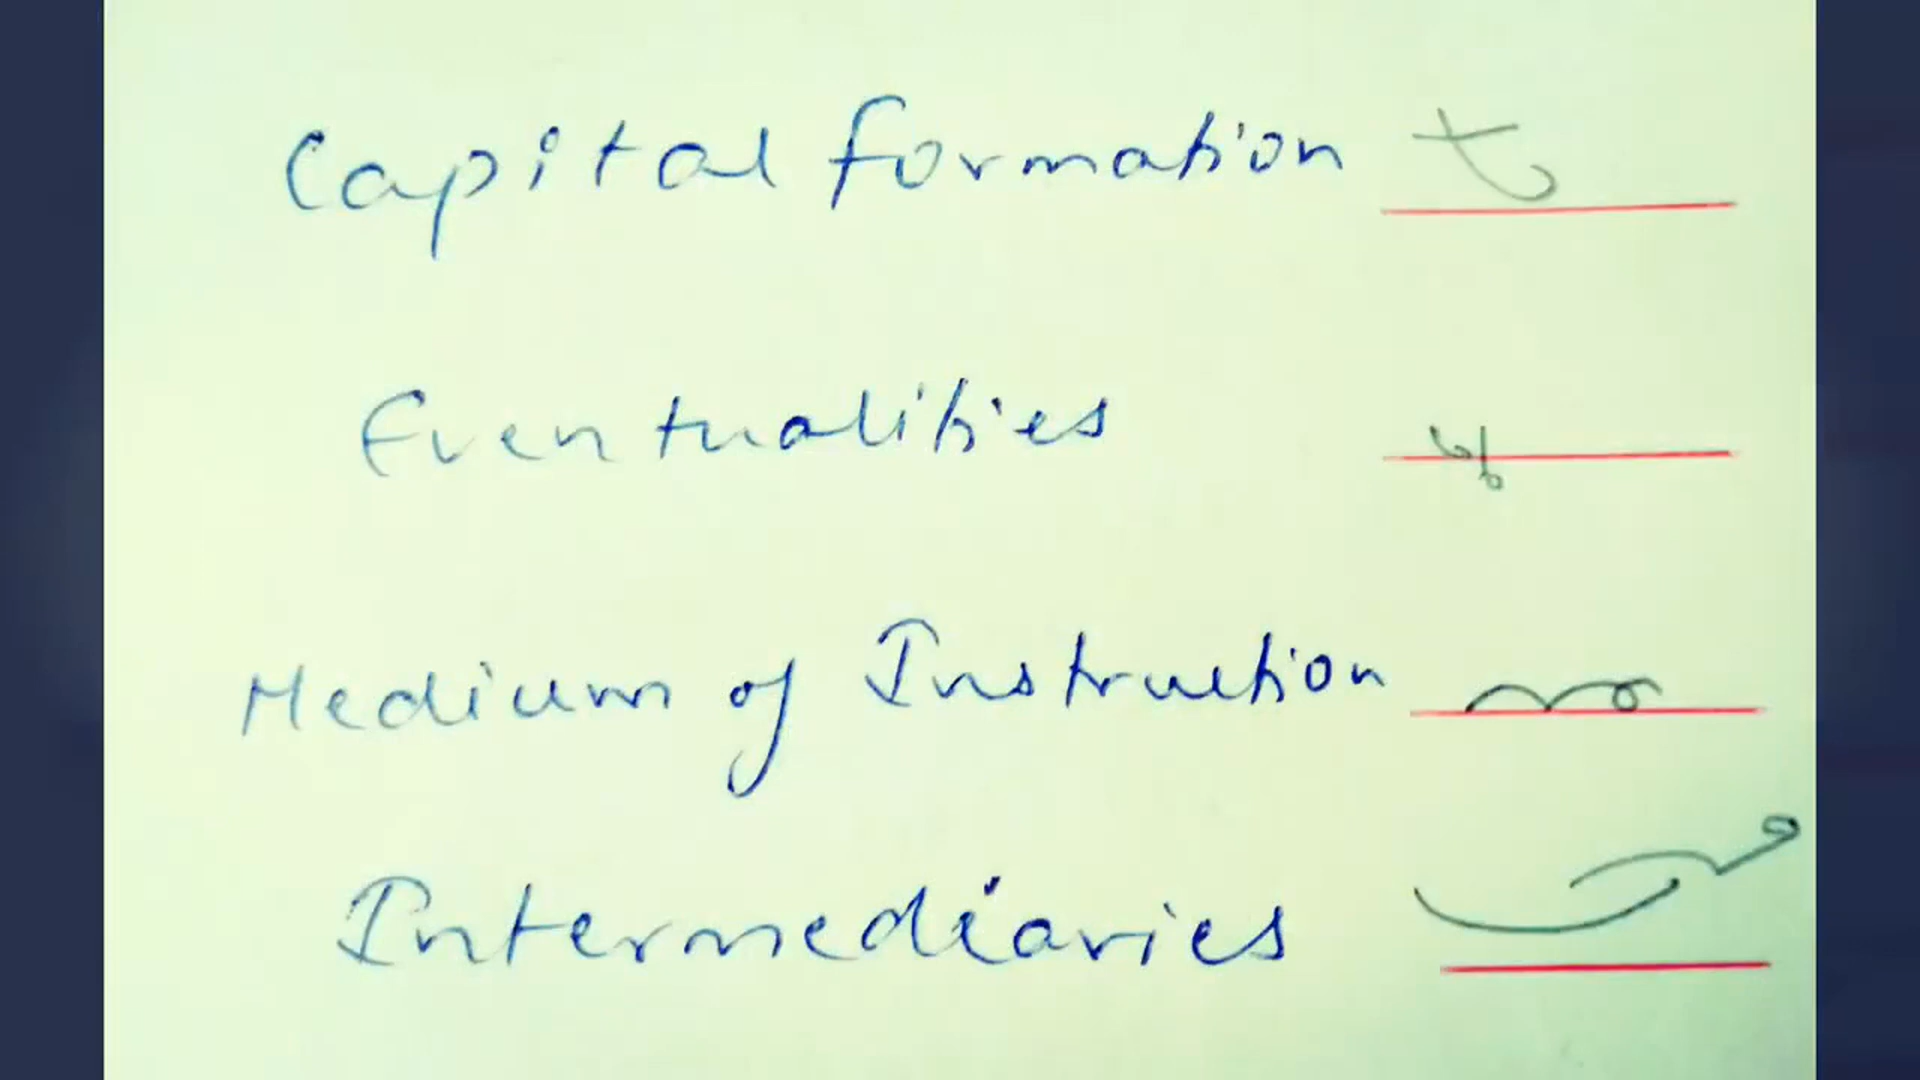 Capital formation
Eventualities
Medium of Instruction
Intermediaries